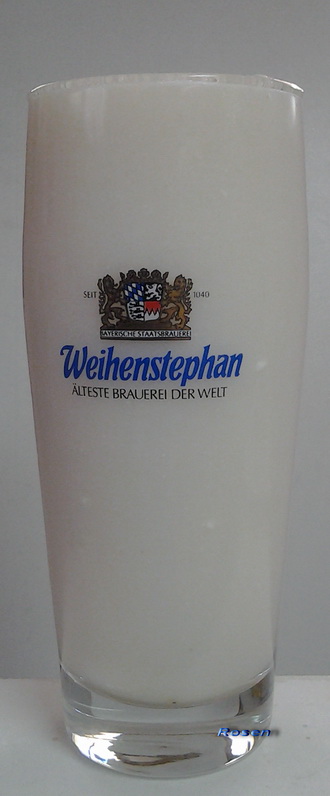 SEIT 1040
BAYERISCHE STAATSBRAUEREI
Weihenstephan
ÄLTESTE BRAUEREI DER WELT
Rosen